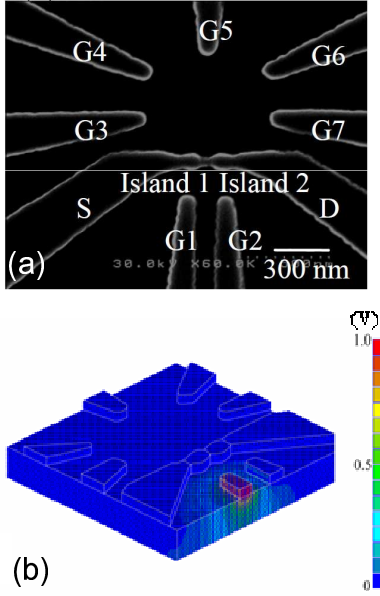 G5
G4
G6
G3
G7
Island 1 Island 2
S
D
G1
G2
(a)
30.0kV X60.0K
300 nm
(V)
1.0
0.5
0
(b)